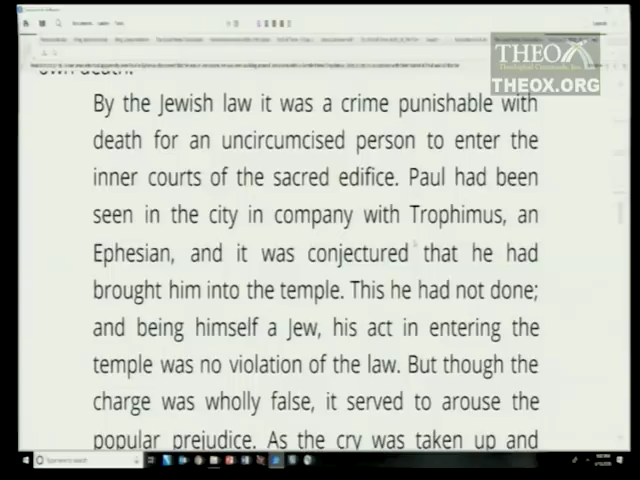 THEOX
THEOX.ORG
own death.
By the Jewish law it was a crime punishable with
death for an uncircumcised person to enter the
inner courts of the sacred edifice. Paul had been
seen in the city in company with Trophimus, an
Ephesian, and it was conjectured that he had
brought him into the temple. This he had not done;
and being himself a Jew, his act in entering the
temple was no violation of the law. But though the
charge was wholly false, it served to arouse the
popular prejudice. As the cry was taken up and